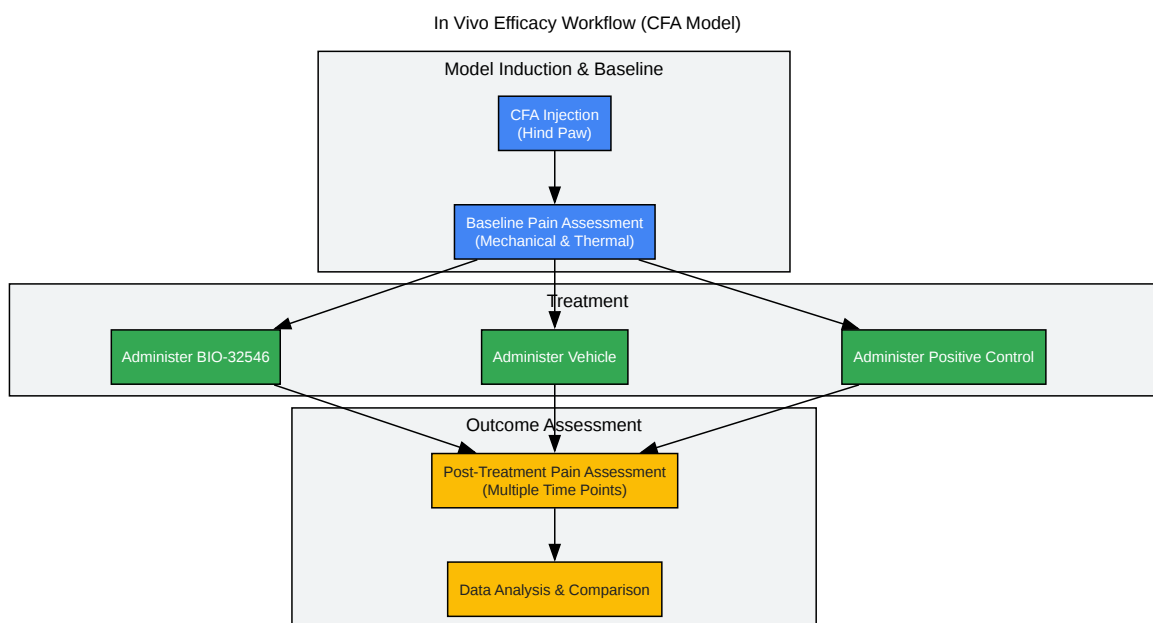 In Vivo Efficacy Workflow (CFA Model)
Model Induction & Baseline
CFA Injection
(Hind Paw)
Baseline Pain Assessment
(Mechanical & Thermal)
Treatment
Administer BIO-32546
Administer Vehicle
Administer Positive Control
Outcome Assessment
Post-Treatment Pain Assessment
(Multiple Time Points)
Data Analysis & Comparison